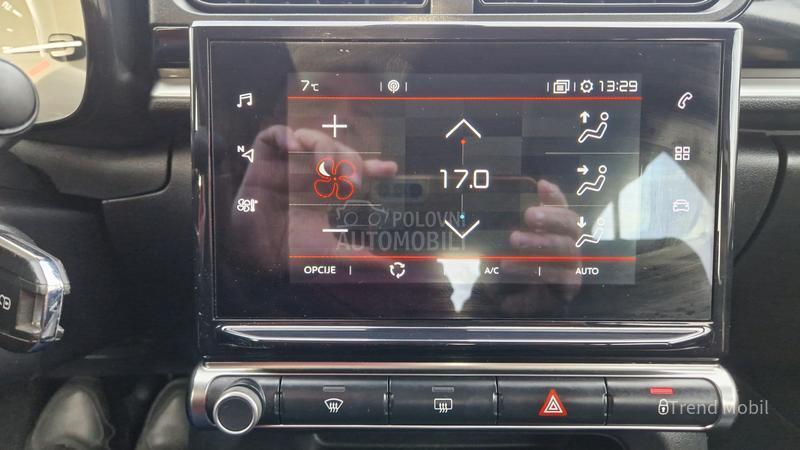 7°C 13:29
N
17.0
POLOVNI
AUTOMOBILI
OPCIJE | A/C | AUTO
Trend Mobil